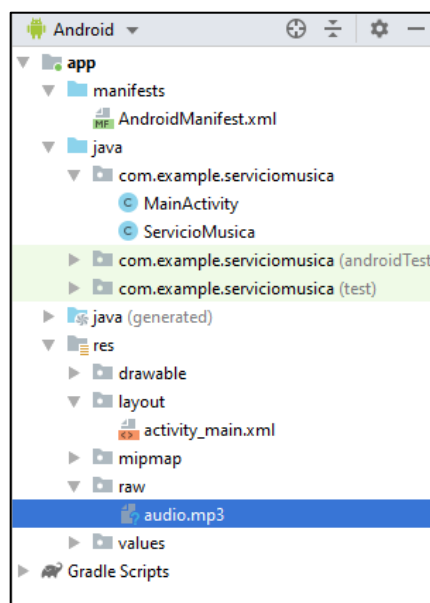 Android
app
manifests
MF AndroidManifest.xml
java
com.example.serviciomusica
C MainActivity
C ServicioMusica
com.example.serviciomusica (androidTest
com.example.serviciomusica (test)
java (generated)
res
drawable
layout
<> activity_main.xml
mipmap
raw
? audio.mp3
values
Gradle Scripts